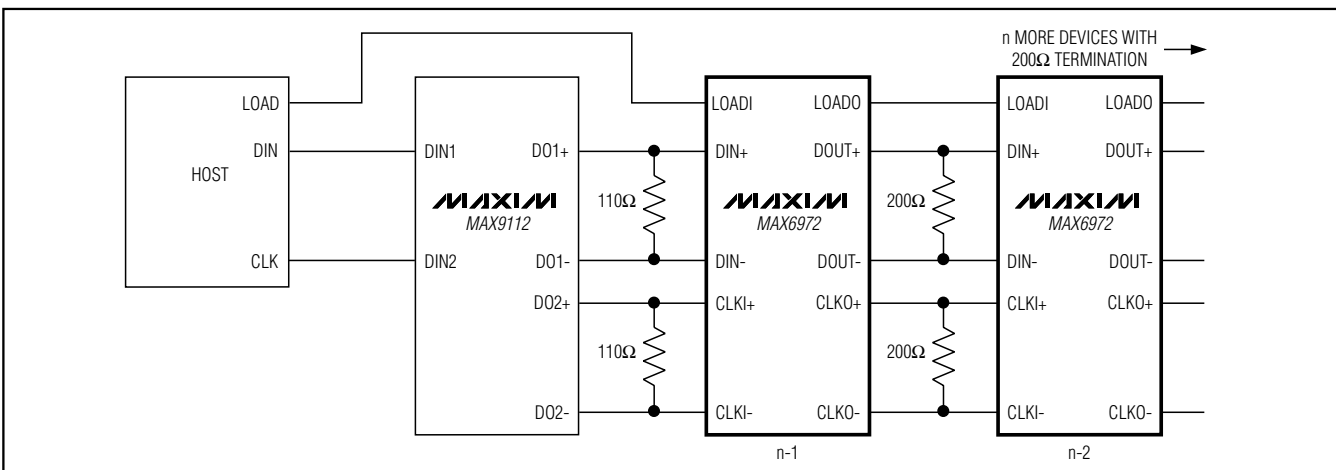 n MORE DEVICES WITH
200Ω TERMINATION
HOST
LOAD
DIN
CLK
DIN1
DIN2
MAXIM
MAX9112
DO1+
DO1-
DO2+
DO2-
110Ω
110Ω
LOADI
DIN+
DIN-
CLKI+
CLKI-
MAXIM
MAX6972
LOADO
DOUT+
DOUT-
CLKO+
CLKO-
n-1
200Ω
200Ω
LOADI
DIN+
DIN-
CLKI+
CLKI-
MAXIM
MAX6972
LOADO
DOUT+
DOUT-
CLKO+
CLKO-
n-2